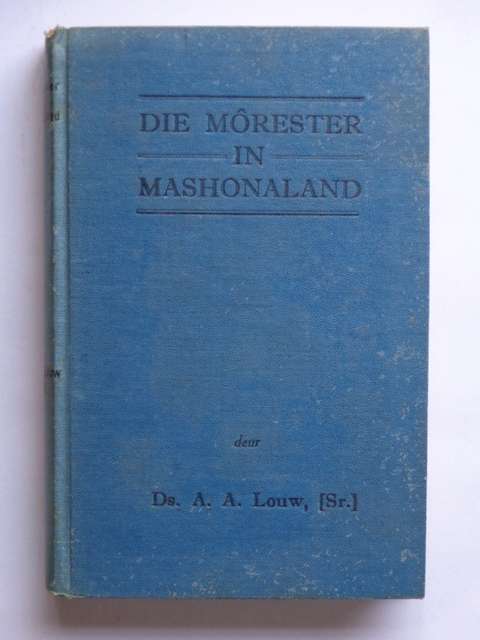 DIE MÔRESTER
IN
MASHONALAND
deur
Ds. A. A. Louw, [Sr.]